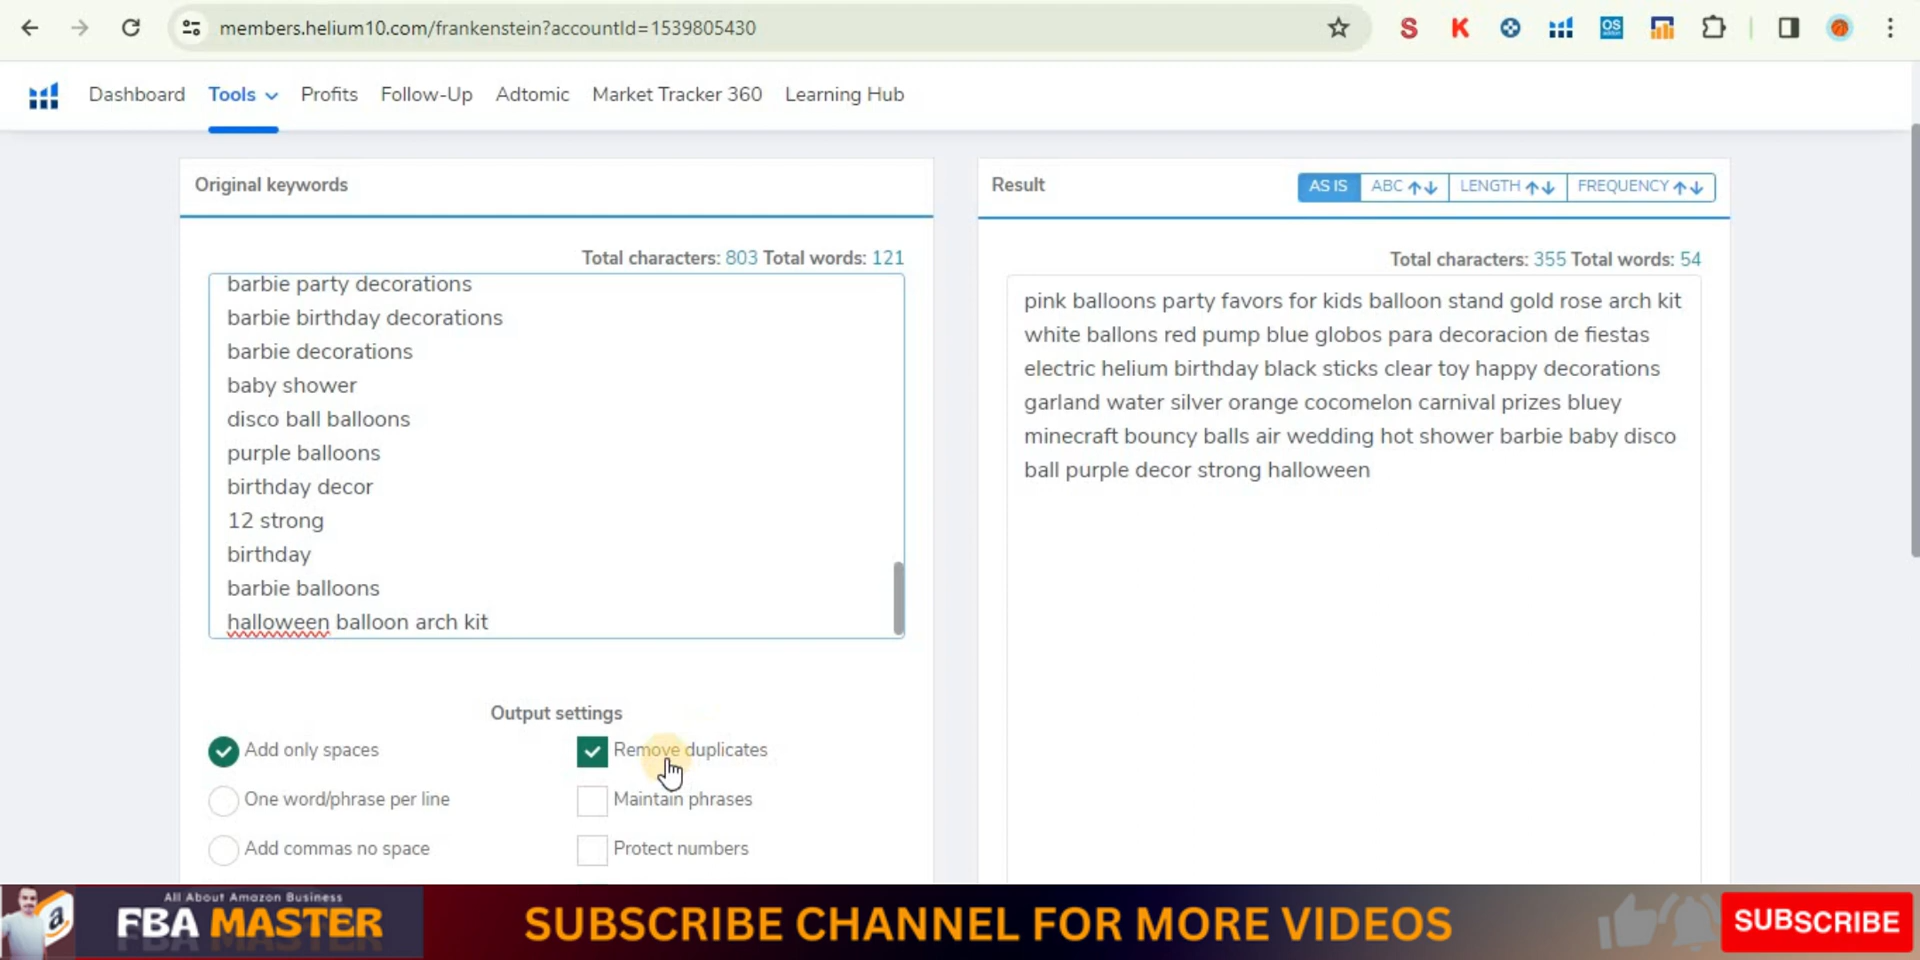 members.helium10.com/frankenstein?accountId=1539805430
Dashboard Tools Profits Follow-Up Adtomic Market Tracker 360 Learning Hub
Original keywords
Total characters: 803 Total words: 121
barbie party decorations
barbie birthday decorations
barbie decorations
baby shower
disco ball balloons
purple balloons
birthday decor
12 strong
birthday
barbie balloons
halloween balloon arch kit
Output settings
Add only spaces
Remove duplicates
One word/phrase per line
Maintain phrases
Add commas no space
Protect numbers
Result
AS IS ABC LENGTH FREQUENCY
Total characters: 355 Total words: 54
pink balloons party favors for kids balloon stand gold rose arch kit
white ballons red pump blue globos para decoracion de fiestas
electric helium birthday black sticks clear toy happy decorations
garland water silver orange cocomelon carnival prizes bluey
minecraft bouncy balls air wedding hot shower barbie baby disco
ball purple decor strong halloween
All About Amazon Business
FBA MASTER
SUBSCRIBE CHANNEL FOR MORE VIDEOS
SUBSCRIBE